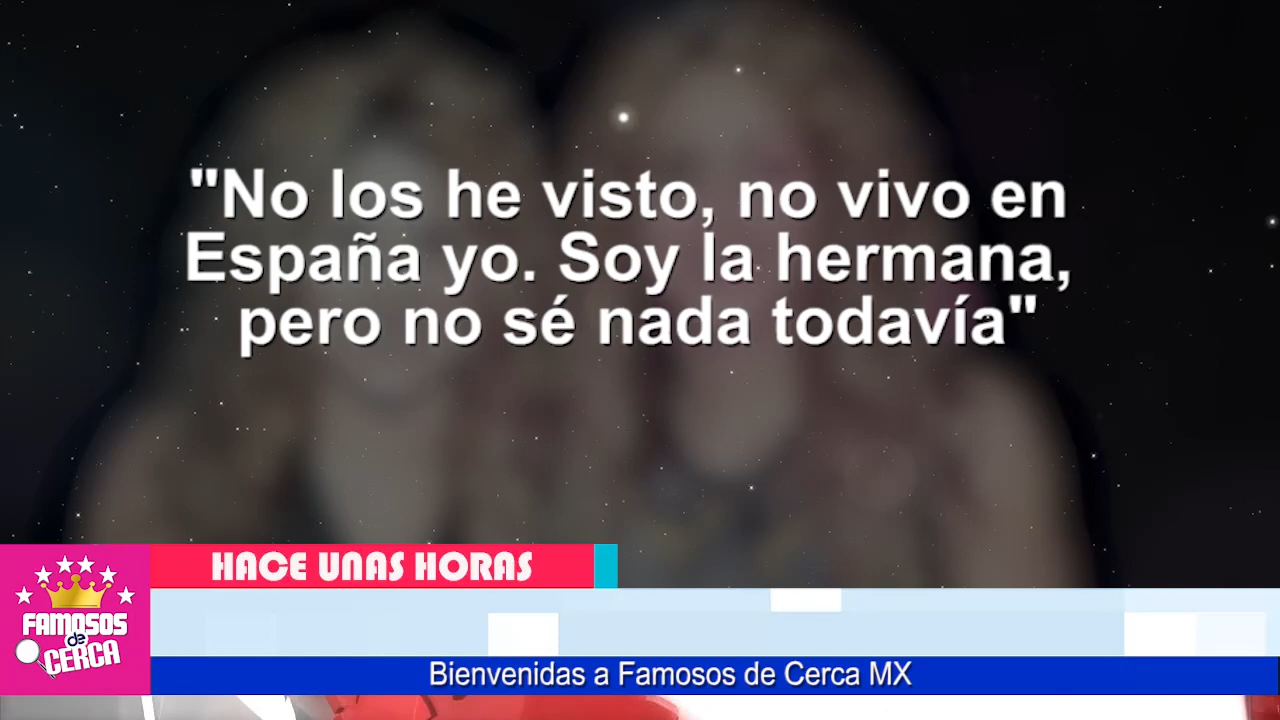 "No los he visto, no vivo en
España yo. Soy la hermana,
pero no sé nada todavía"
HACE UNAS HORAS
FAMOSOS
de
CERCA
Bienvenidas a Famosos de Cerca MX